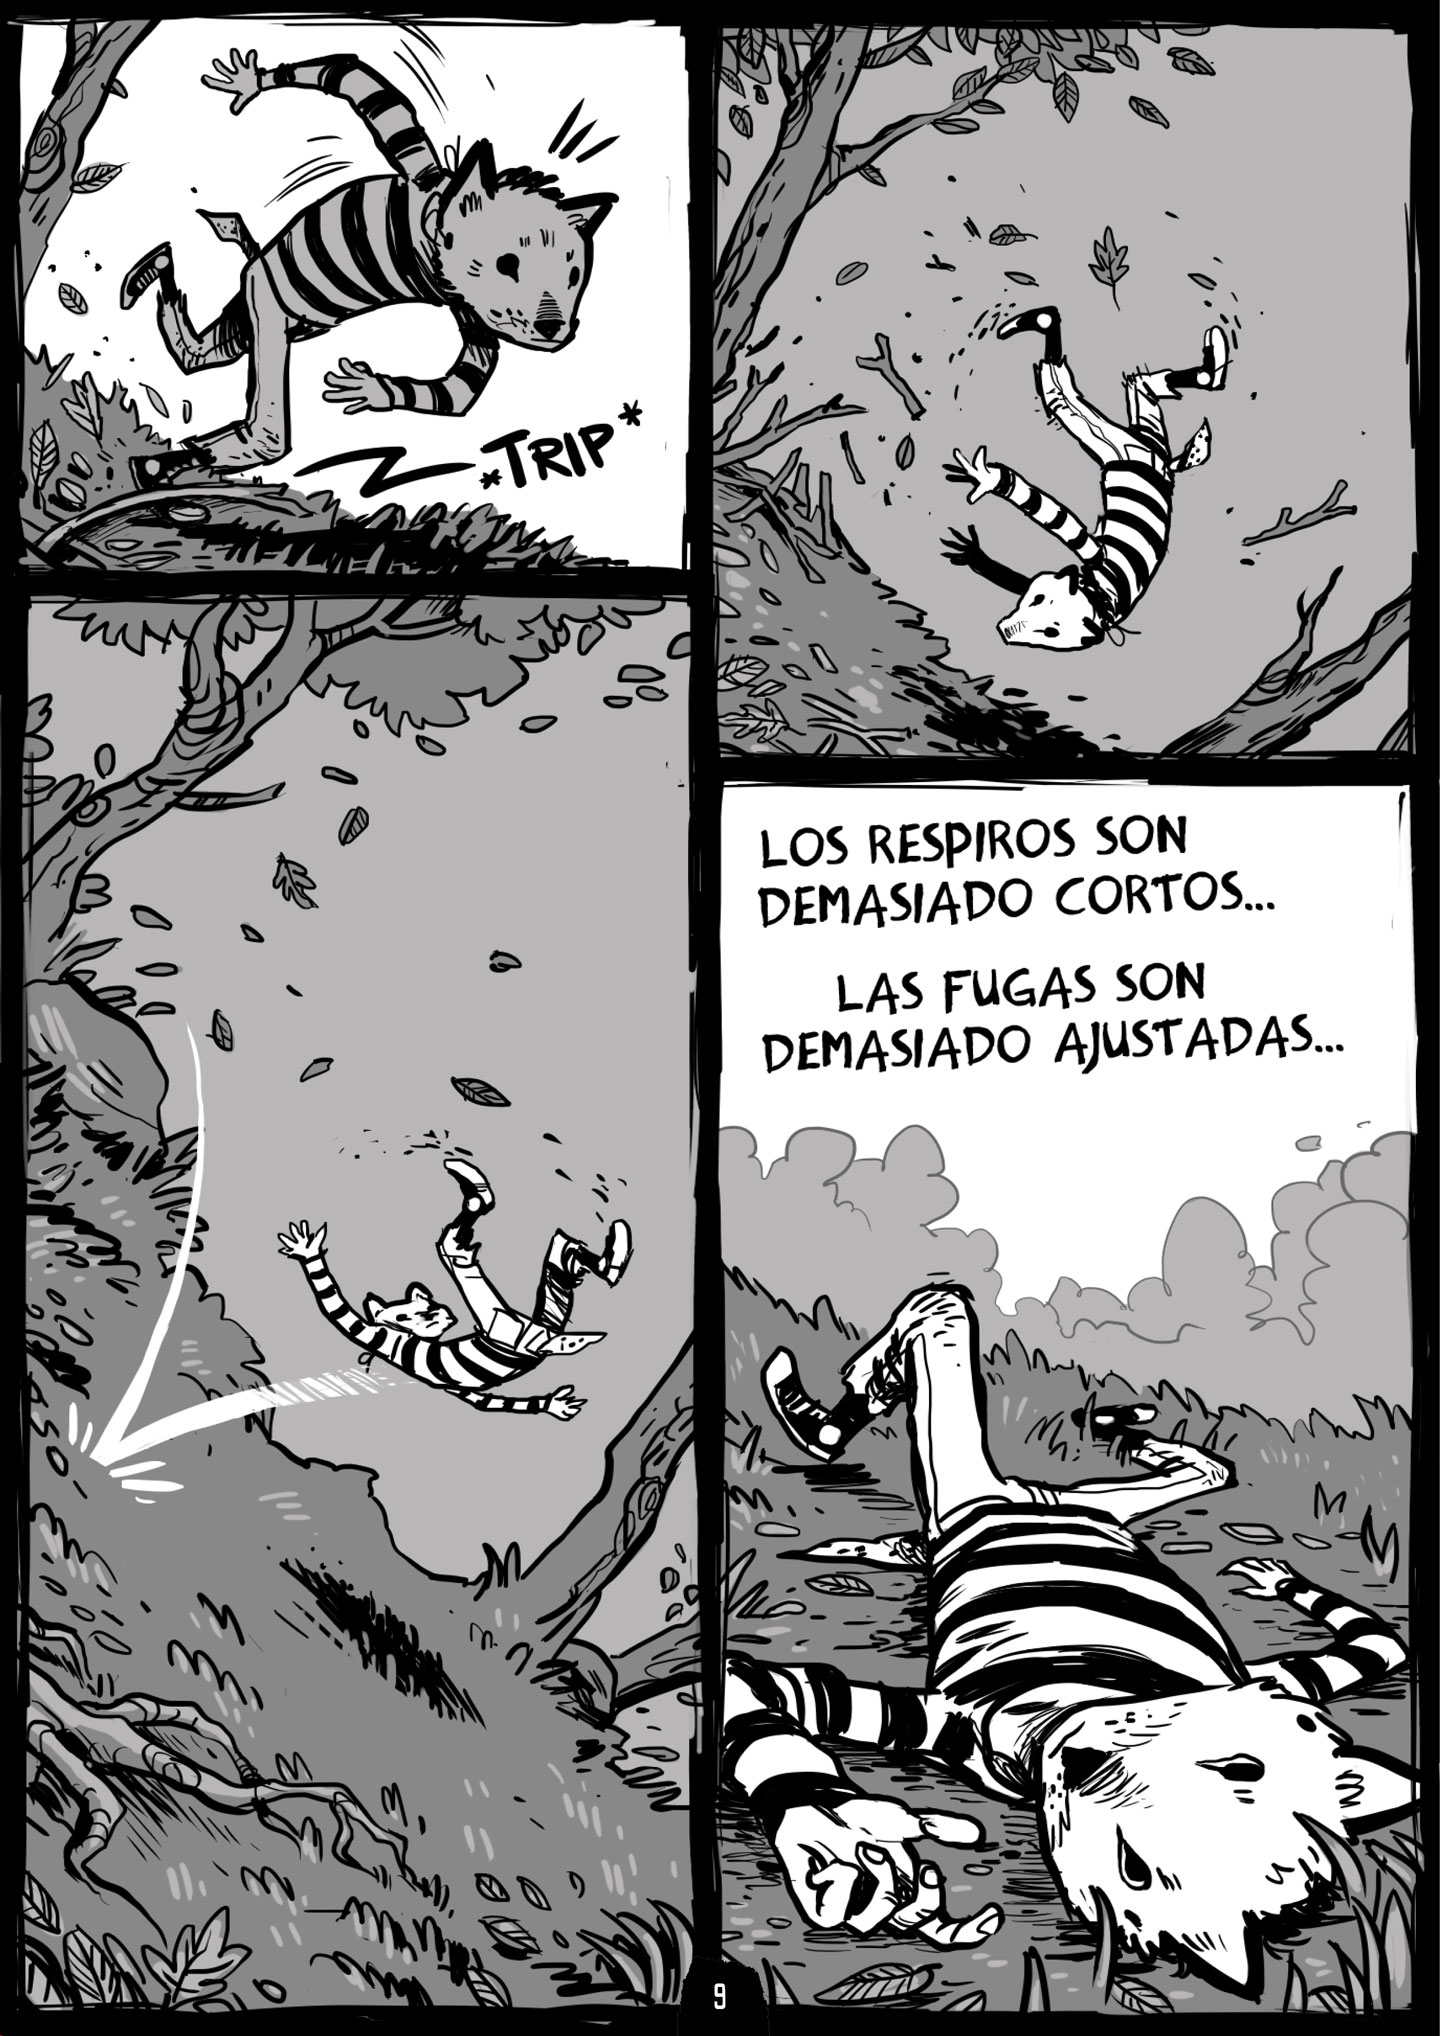 *TRIP*
LOS RESPIROS SON
DEMASIADO CORTOS...
LAS FUGAS SON
DEMASIADO AJUSTADAS...
9